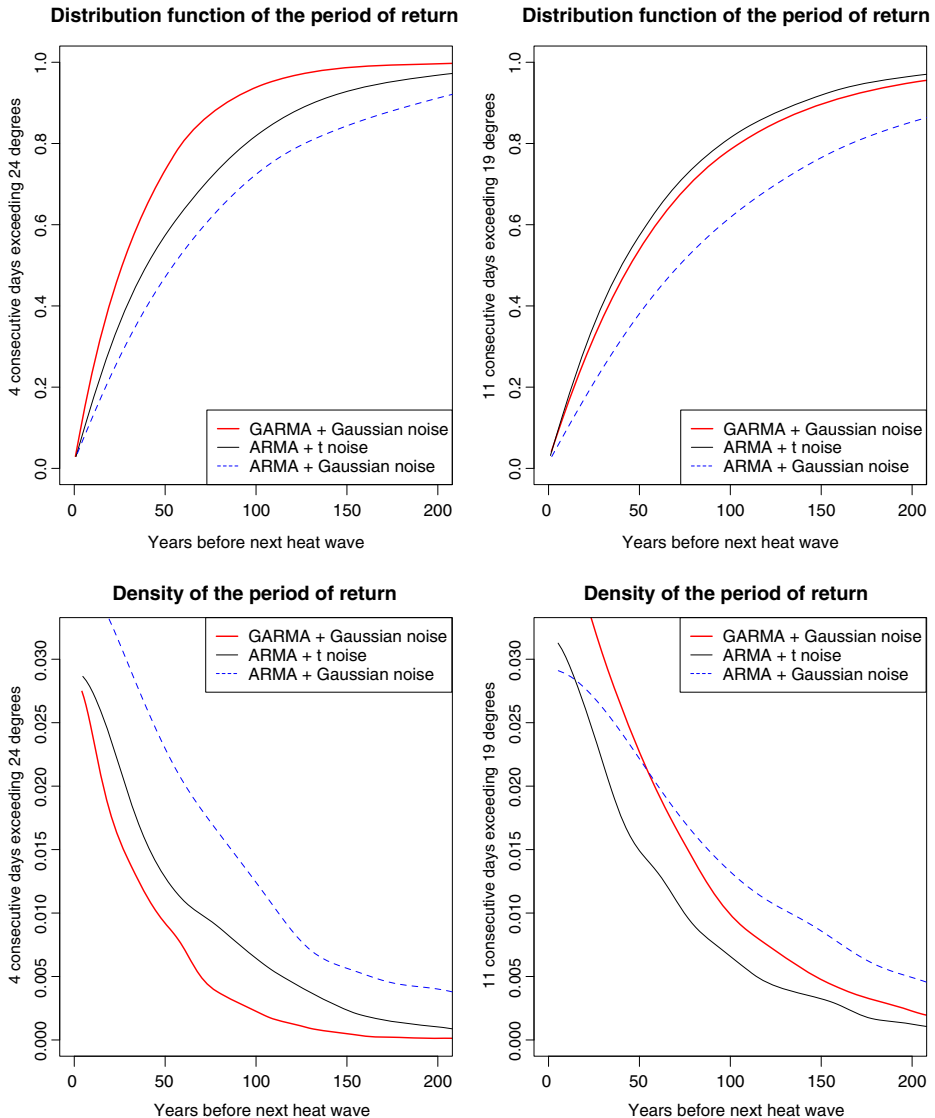 Distribution function of the period of return
4 consecutive days exceeding 24 degrees
0.0 0.2 0.4 0.6 0.8 1.0
GARMA + Gaussian noise
ARMA + t noise
ARMA + Gaussian noise
0 50 100 150 200
Years before next heat wave
Distribution function of the period of return
11 consecutive days exceeding 19 degrees
0.0 0.2 0.4 0.6 0.8 1.0
GARMA + Gaussian noise
ARMA + t noise
ARMA + Gaussian noise
0 50 100 150 200
Years before next heat wave
Density of the period of return
4 consecutive days exceeding 24 degrees
0.000 0.005 0.010 0.015 0.020 0.025 0.030
GARMA + Gaussian noise
ARMA + t noise
ARMA + Gaussian noise
0 50 100 150 200
Years before next heat wave
Density of the period of return
11 consecutive days exceeding 19 degrees
0.000 0.005 0.010 0.015 0.020 0.025 0.030
GARMA + Gaussian noise
ARMA + t noise
ARMA + Gaussian noise
0 50 100 150 200
Years before next heat wave